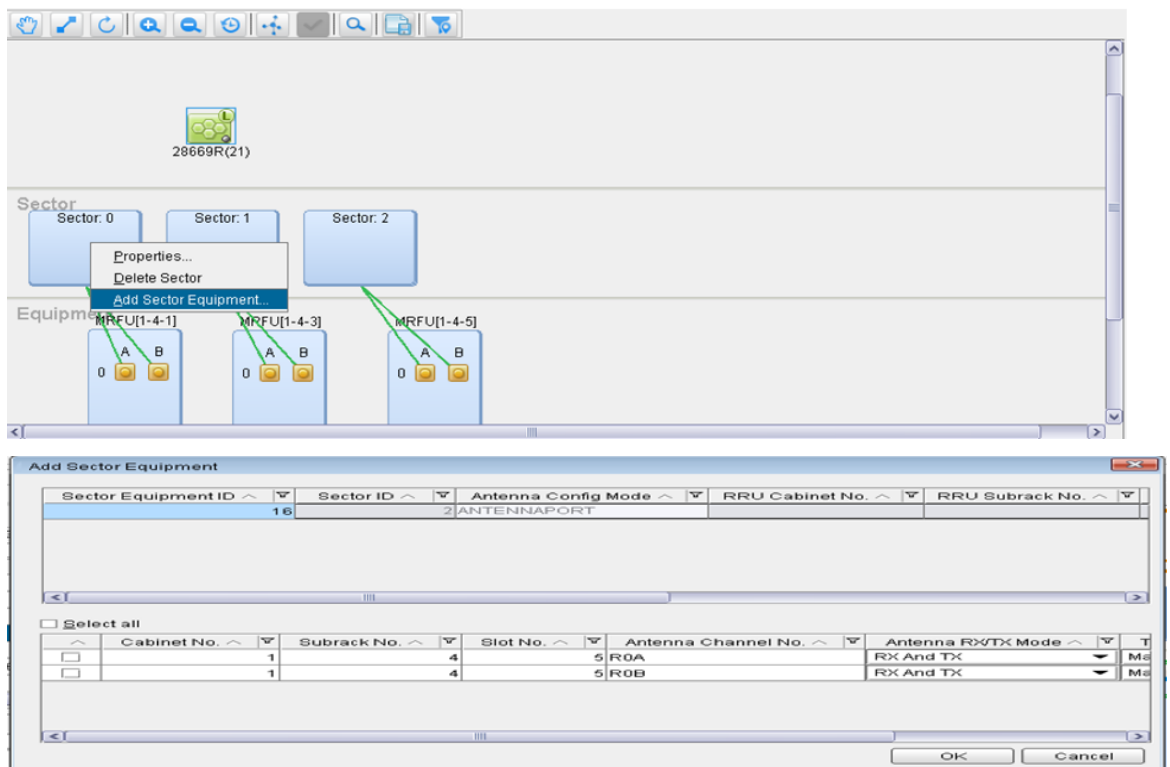 28669R(21)
Sector
Sector: 0 Sector: 1 Sector: 2
Properties...
Delete Sector
Add Sector Equipment...
Equipme
MRFU[1-4-1] MRFU[1-4-3] MRFU[1-4-5]
A B A B A B
0 0 0
Add Sector Equipment
Sector Equipment ID Sector ID Antenna Config Mode RRU Cabinet No. RRU Subrack No.
16 2 ANTENNAPORT
Select all
Cabinet No. Subrack No. Slot No. Antenna Channel No. Antenna RX/TX Mode T
1 4 5 R0A RX And TX Ma
1 4 5 R0B RX And TX Ma
OK Cancel